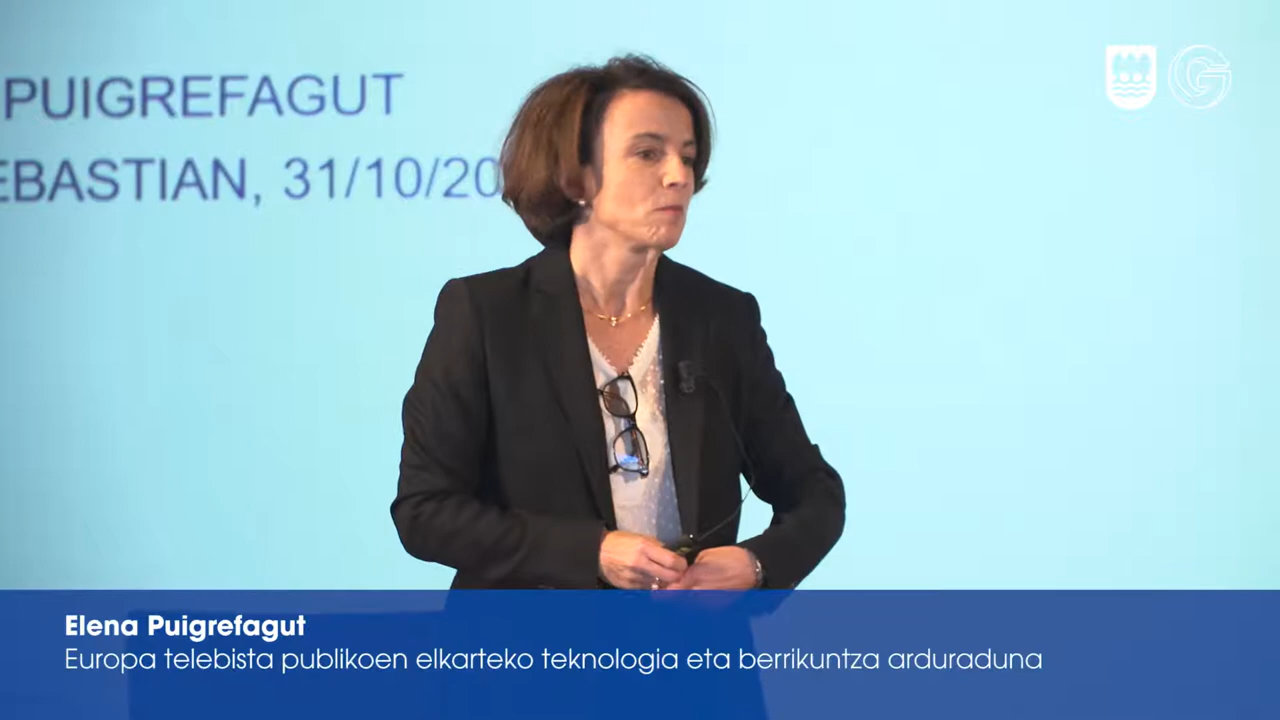 PUIGREFAGUT
EBASTIAN, 31/10/20
Elena Puigrefagut
Europa telebista publikoen elkarteko teknologia eta berrikuntza arduraduna